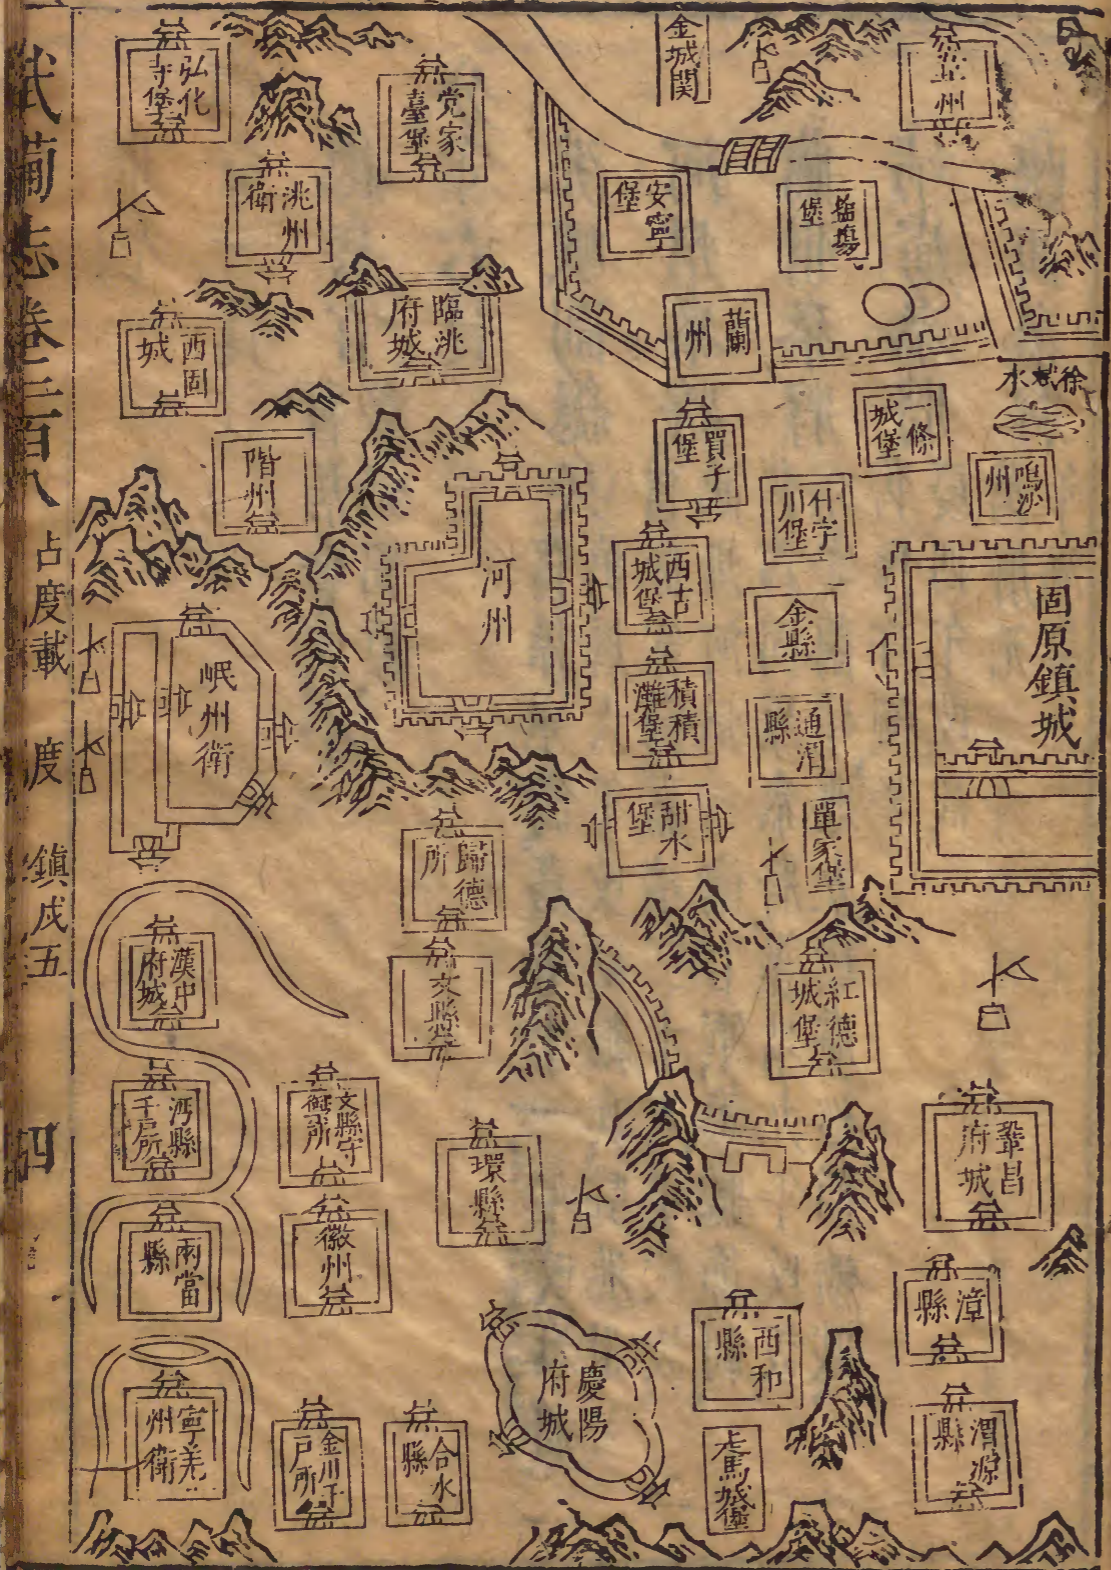 武備志卷二百八
占度載
度
鎮戍五
四
弘化寺堡
党家臺堡
金城関
州
洮州衛
安寧堡
堡
臨洮府城
蘭州
西固城
徐斌水
一條城堡
買子堡
階州
鳴沙州
什字川堡
河州
西古城堡
金縣
固原鎮城
岷州衛
積積灘堡
通渭縣
甜水堡
單家堡
歸德所
漢中府城
文縣
紅德城堡
沔縣千戶所
文縣守禦所
環縣
鞏昌府城
兩當縣
徽州
漳縣
西和縣
慶陽府城
寧羌州衛
金川千戶所
合水縣
馬城堡
渭源縣